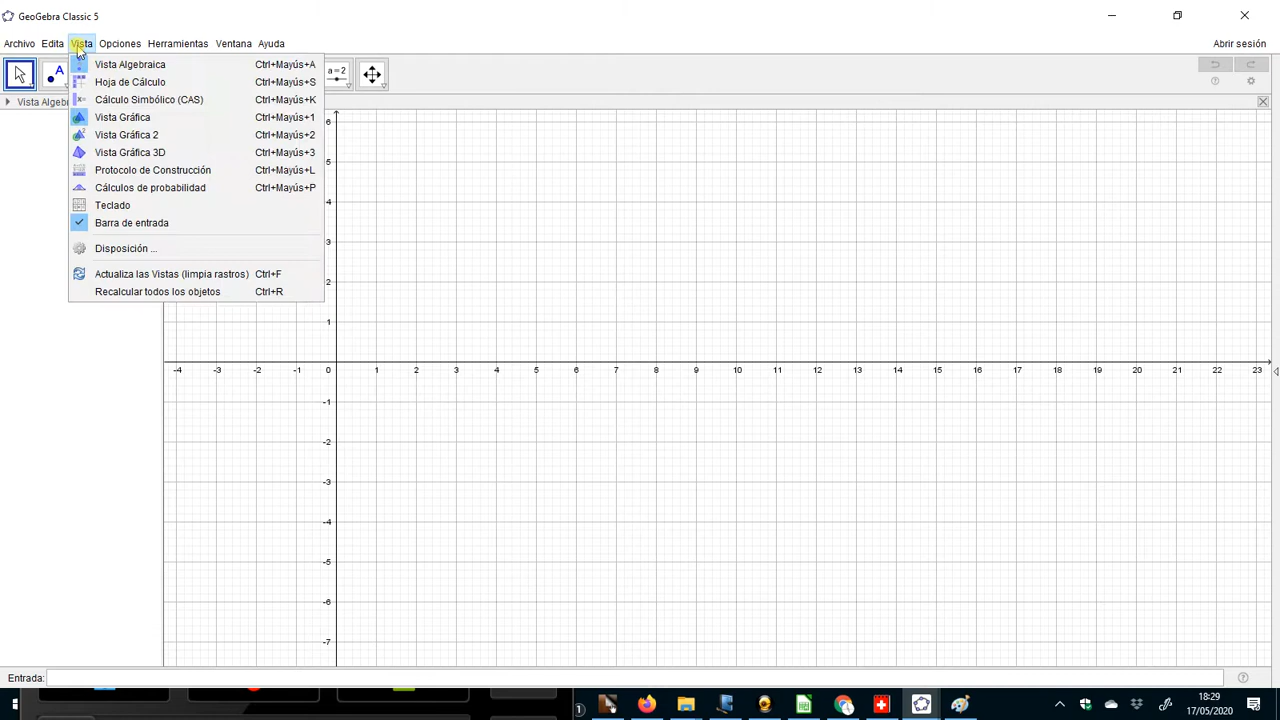 GeoGebra Classic 5
Archivo Edita Vista Opciones Herramientas Ventana Ayuda Abrir sesión
A a=2
Vista Algeb
Vista Algebraica Ctrl+Mayús+A
Hoja de Cálculo Ctrl+Mayús+S
x= Cálculo Simbólico (CAS) Ctrl+Mayús+K
Vista Gráfica Ctrl+Mayús+1
Vista Gráfica 2 Ctrl+Mayús+2
Vista Gráfica 3D Ctrl+Mayús+3
Protocolo de Construcción Ctrl+Mayús+L
Cálculos de probabilidad Ctrl+Mayús+P
Teclado
Barra de entrada
Disposición ...
Actualiza las Vistas (limpia rastros) Ctrl+F
Recalcular todos los objetos Ctrl+R
6
5
4
3
2
1
-4 -3 -2 -1 0 1 2 3 4 5 6 7 8 9 10 11 12 13 14 15 16 17 18 19 20 21 22 23
-1
-2
-3
-4
-5
-6
-7
Entrada:
18:29
17/05/2020